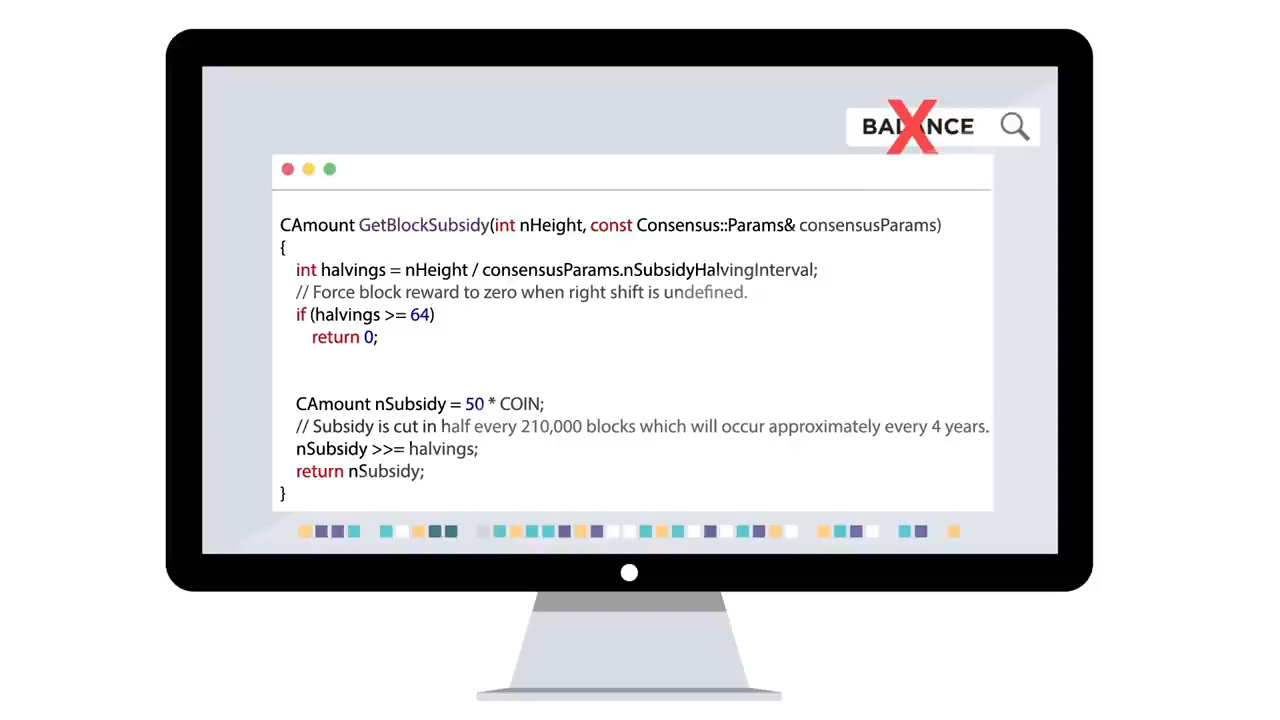 BALANCE
CAmount GetBlockSubsidy(int nHeight, const Consensus::Params& consensusParams)
{
int halvings = nHeight / consensusParams.nSubsidyHalvingInterval;
// Force block reward to zero when right shift is undefined.
if (halvings >= 64)
return 0;
CAmount nSubsidy = 50 * COIN;
// Subsidy is cut in half every 210,000 blocks which will occur approximately every 4 years.
nSubsidy >>= halvings;
return nSubsidy;
}